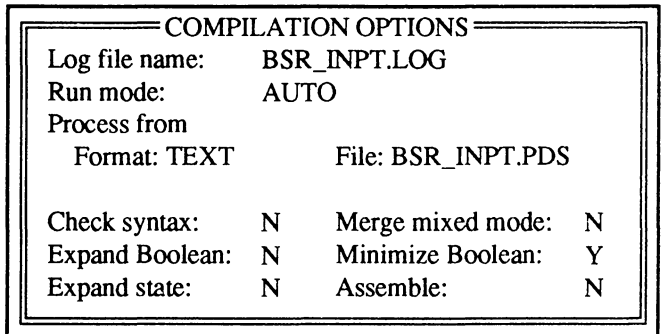 COMPILATION OPTIONS
Log file name: BSR_INPT.LOG
Run mode: AUTO
Process from
Format: TEXT File: BSR_INPT.PDS
Check syntax: N Merge mixed mode: N
Expand Boolean: N Minimize Boolean: Y
Expand state: N Assemble: N